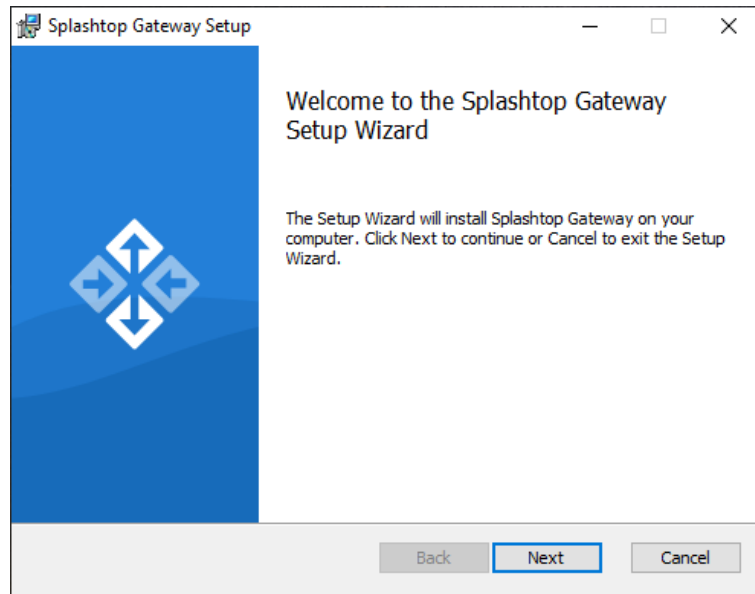 Splashtop Gateway Setup
Welcome to the Splashtop Gateway
Setup Wizard
The Setup Wizard will install Splashtop Gateway on your
computer. Click Next to continue or Cancel to exit the Setup
Wizard.
Back Next Cancel